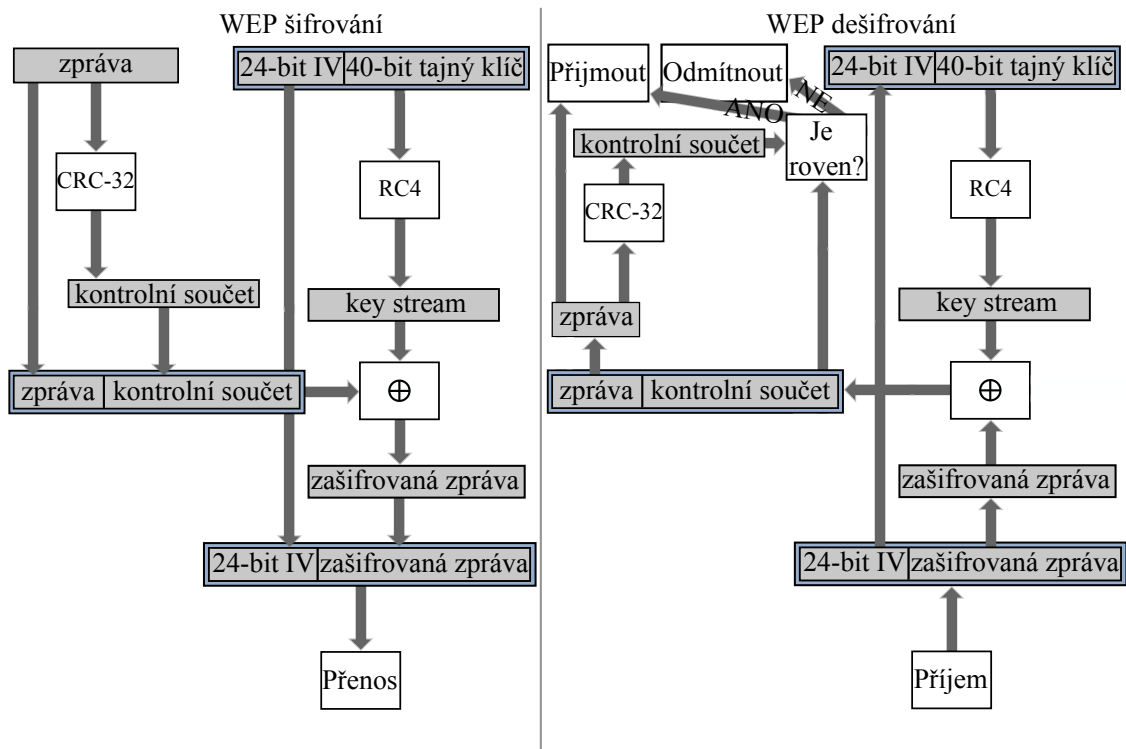 WEP šifrování
zpráva
24-bit IV 40-bit tajný klíč
CRC-32
RC4
kontrolní součet
key stream
zpráva kontrolní součet
⊕
zašifrovaná zpráva
24-bit IV zašifrovaná zpráva
Přenos
WEP dešifrování
Přijmout
Odmítnout
24-bit IV 40-bit tajný klíč
ANO
NE
Je
roven?
kontrolní součet
CRC-32
RC4
zpráva
key stream
zpráva kontrolní součet
⊕
zašifrovaná zpráva
24-bit IV zašifrovaná zpráva
Příjem